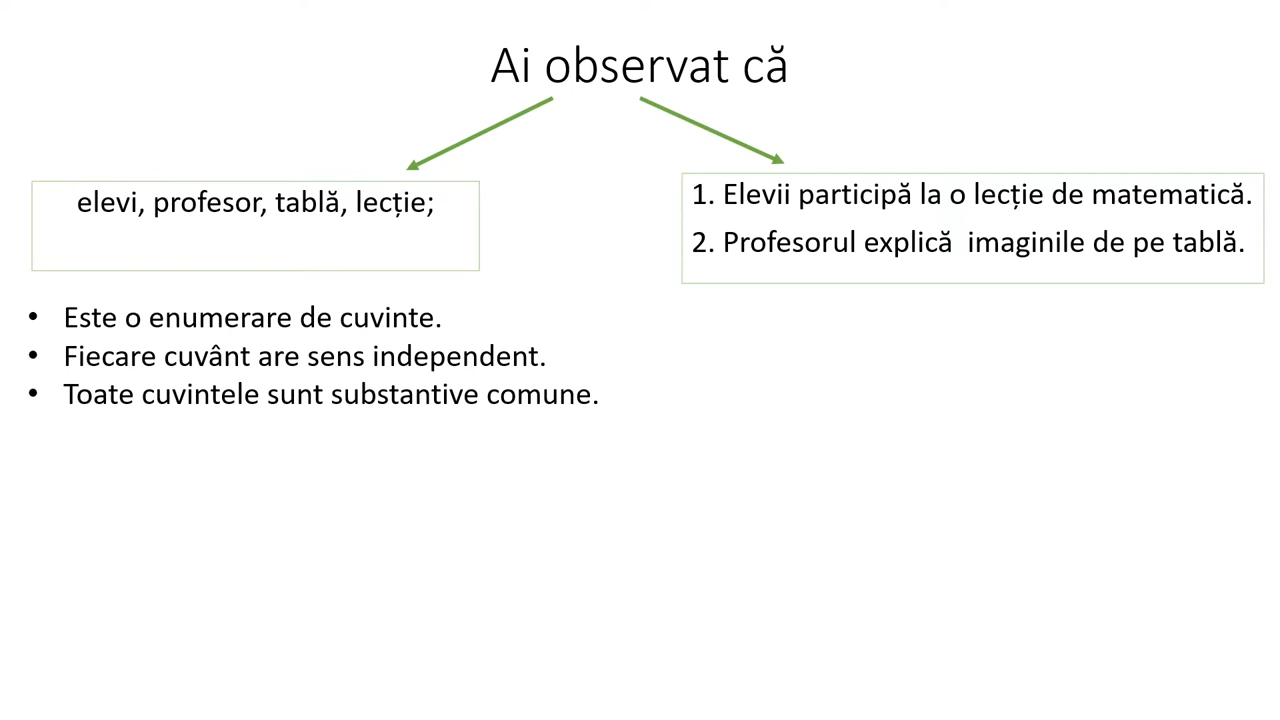 Ai observat că
elevi, profesor, tablă, lecție;
1. Elevii participă la o lecție de matematică.
2. Profesorul explică  imaginile de pe tablă.
• Este o enumerare de cuvinte.
• Fiecare cuvânt are sens independent.
• Toate cuvintele sunt substantive comune.